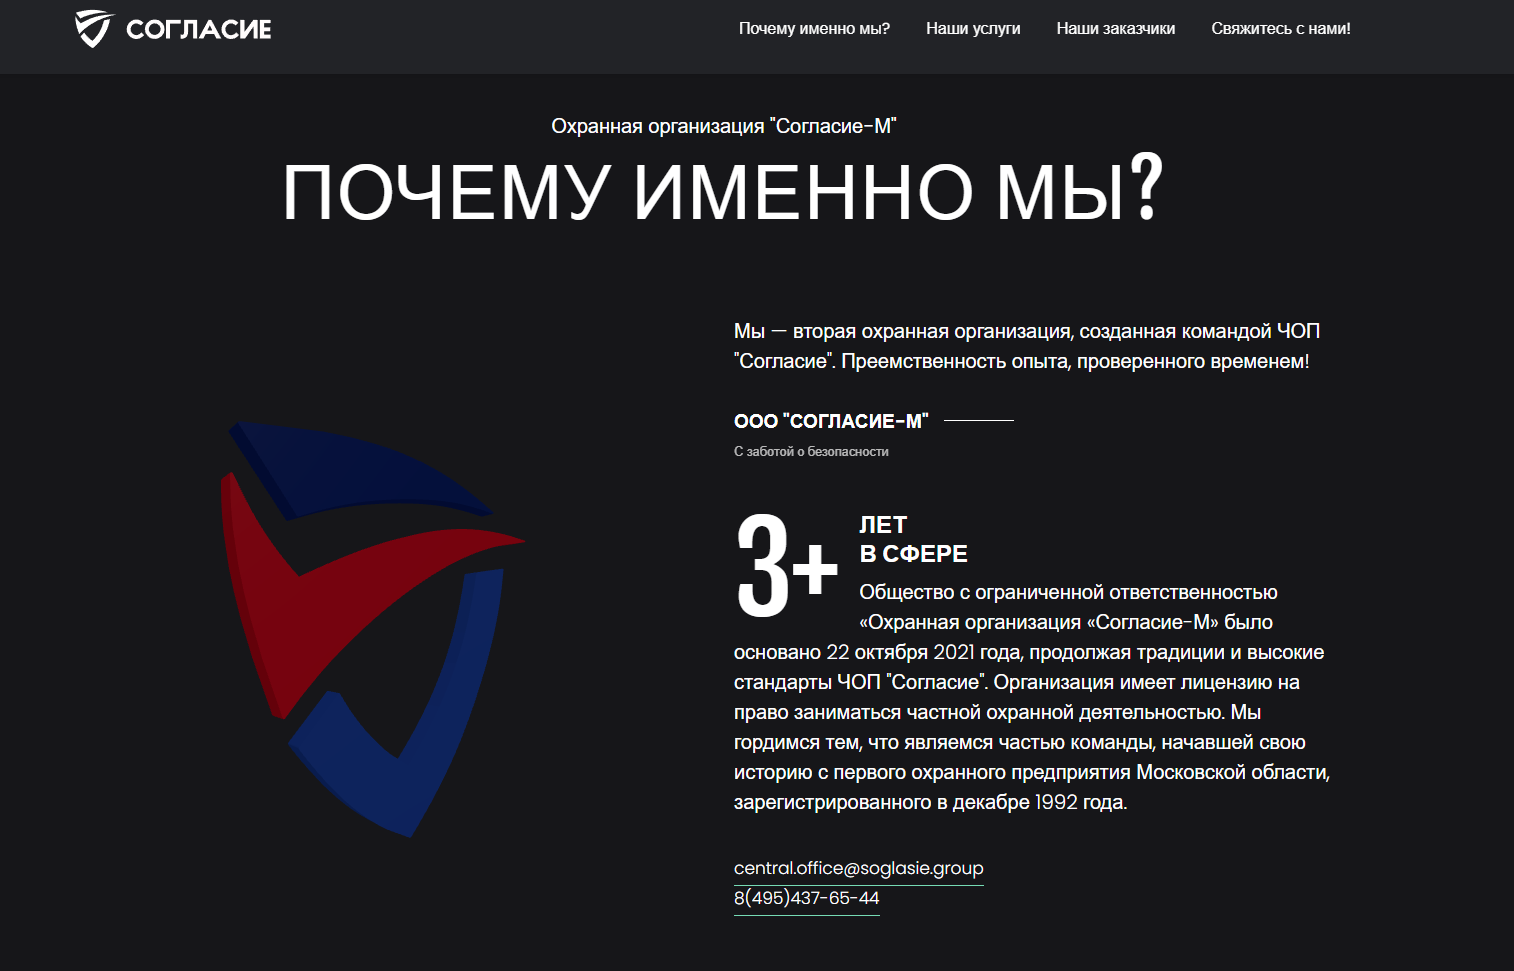 СОГЛАСИЕ
Почему именно мы? Наши услуги Наши заказчики Свяжитесь с нами!
Охранная организация "Согласие-М"
ПОЧЕМУ ИМЕННО МЫ?
Мы — вторая охранная организация, созданная командой ЧОП
"Согласие". Преемственность опыта, проверенного временем!
ООО "СОГЛАСИЕ-М"
С заботой о безопасности
3+
ЛЕТ
В СФЕРЕ
Общество с ограниченной ответственностью
«Охранная организация «Согласие-М» было
основано 22 октября 2021 года, продолжая традиции и высокие
стандарты ЧОП "Согласие". Организация имеет лицензию на
право заниматься частной охранной деятельностью. Мы
гордимся тем, что являемся частью команды, начавшей свою
историю с первого охранного предприятия Московской области,
зарегистрированного в декабре 1992 года.
central.office@soglasie.group
8(495)437-65-44